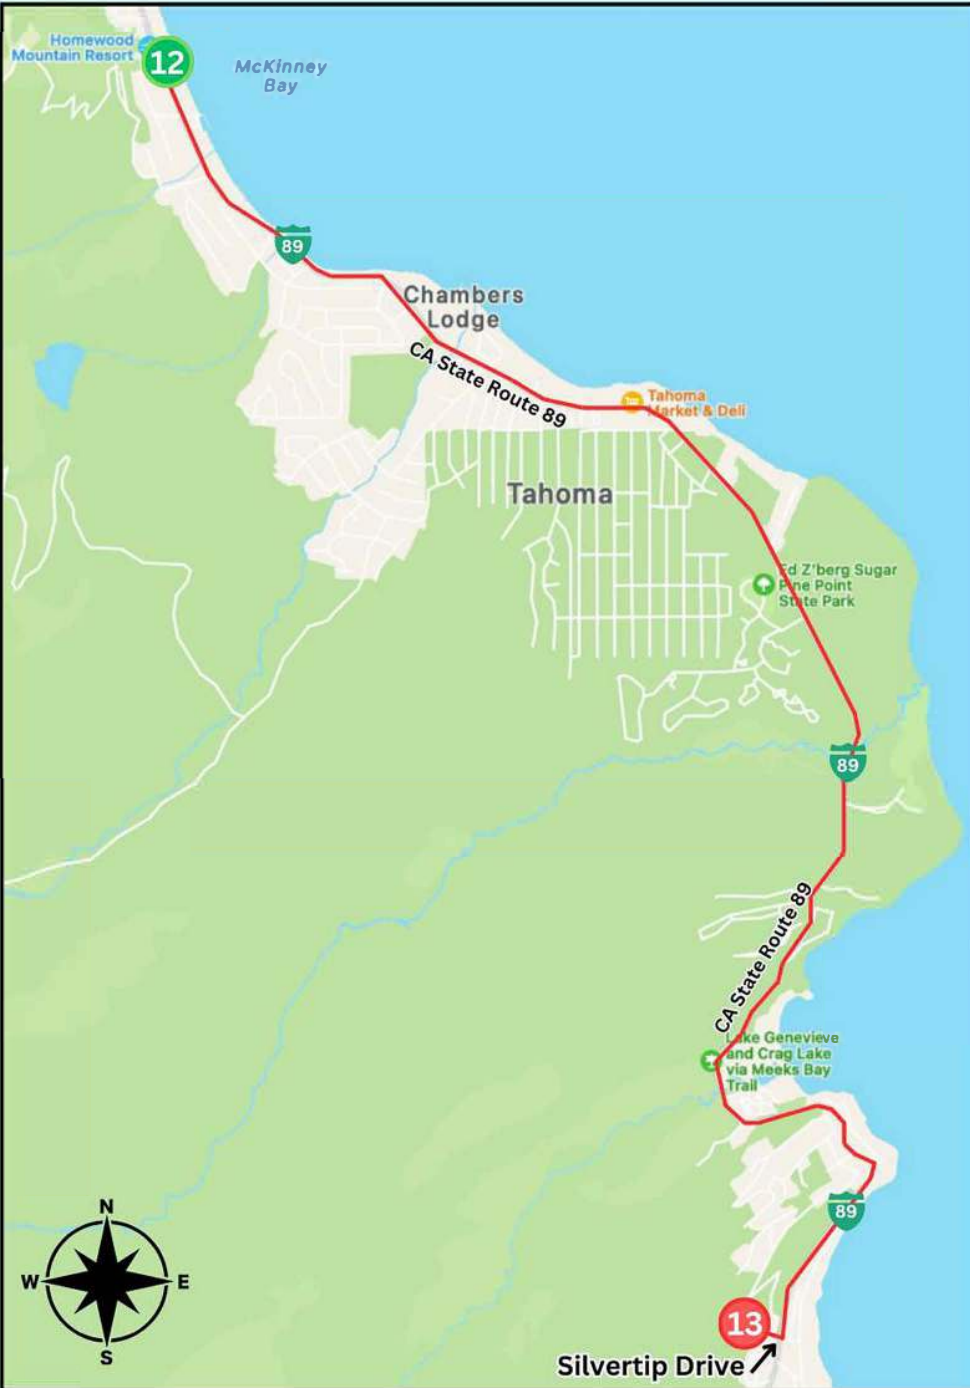 Homewood
Mountain Resort
12
McKinney
Bay
89
Chambers
Lodge
CA State Route 89
Tahoma
Market & Deli
Tahoma
Ed Z'berg Sugar
Pine Point
State Park
89
CA State Route 89
Lake Genevieve
and Crag Lake
via Meeks Bay
Trail
89
N
W
E
S
13
Silvertip Drive